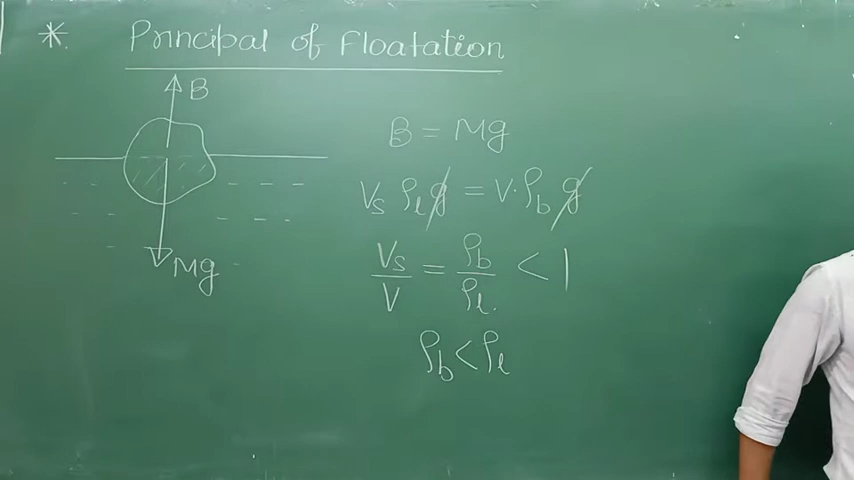 * Principal of Floatation
B
B = Mg
Vs ρl g = V. ρb g
Vs/V = ρb/ρl < 1
Mg
ρb < ρl